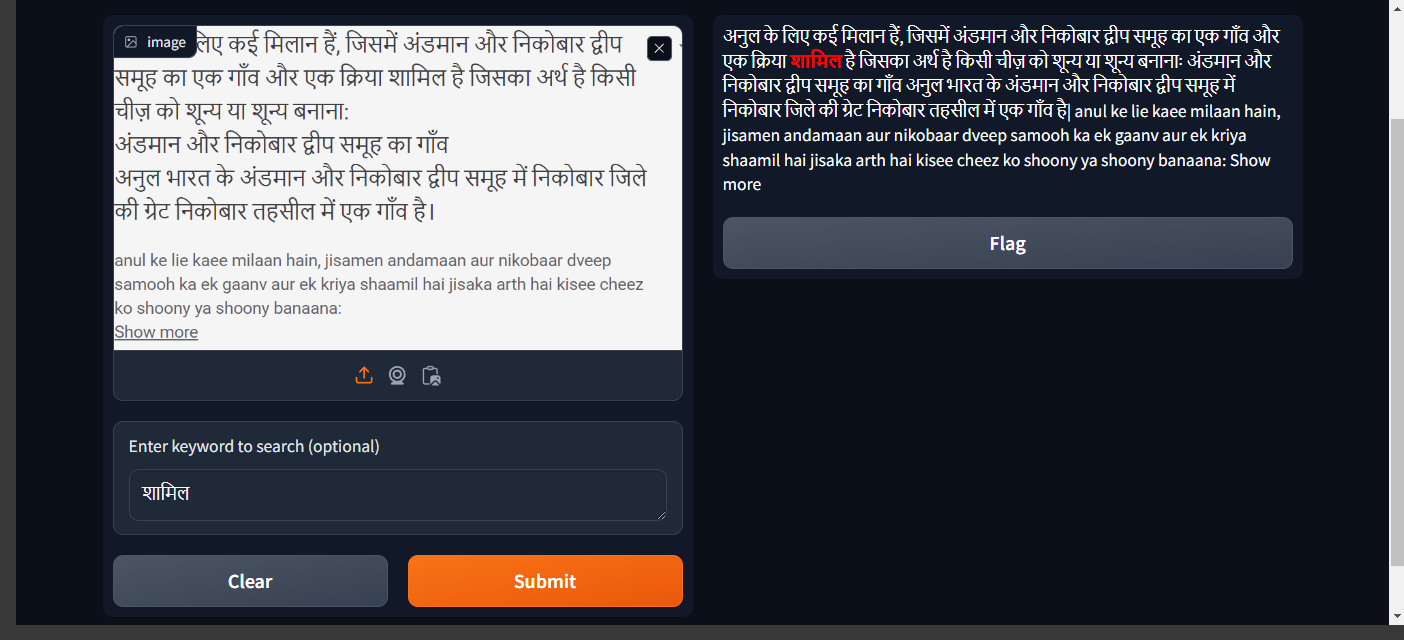 image
लिए कई मिलान हैं, जिसमें अंडमान और निकोबार द्वीप
समूह का एक गाँव और एक क्रिया शामिल है जिसका अर्थ है किसी
चीज़ को शून्य या शून्य बनाना:
अंडमान और निकोबार द्वीप समूह का गाँव
अनुल भारत के अंडमान और निकोबार द्वीप समूह में निकोबार जिले
की ग्रेट निकोबार तहसील में एक गाँव है।
anul ke lie kaee milaan hain, jisamen andamaan aur nikobaar dveep
samooh ka ek gaanv aur ek kriya shaamil hai jisaka arth hai kisee cheez
ko shoony ya shoony banaana:
Show more
Enter keyword to search (optional)
शामिल
Clear
Submit
अनुल के लिए कई मिलान हैं, जिसमें अंडमान और निकोबार द्वीप समूह का एक गाँव और
एक क्रिया शामिल है जिसका अर्थ है किसी चीज़ को शून्य या शून्य बनानाः अंडमान और
निकोबार द्वीप समूह का गाँव अनुल भारत के अंडमान और निकोबार द्वीप समूह में
निकोबार जिले की ग्रेट निकोबार तहसील में एक गाँव है| anul ke lie kaee milaan hain,
jisamen andamaan aur nikobaar dveep samooh ka ek gaanv aur ek kriya
shaamil hai jisaka arth hai kisee cheez ko shoony ya shoony banaana: Show
more
Flag